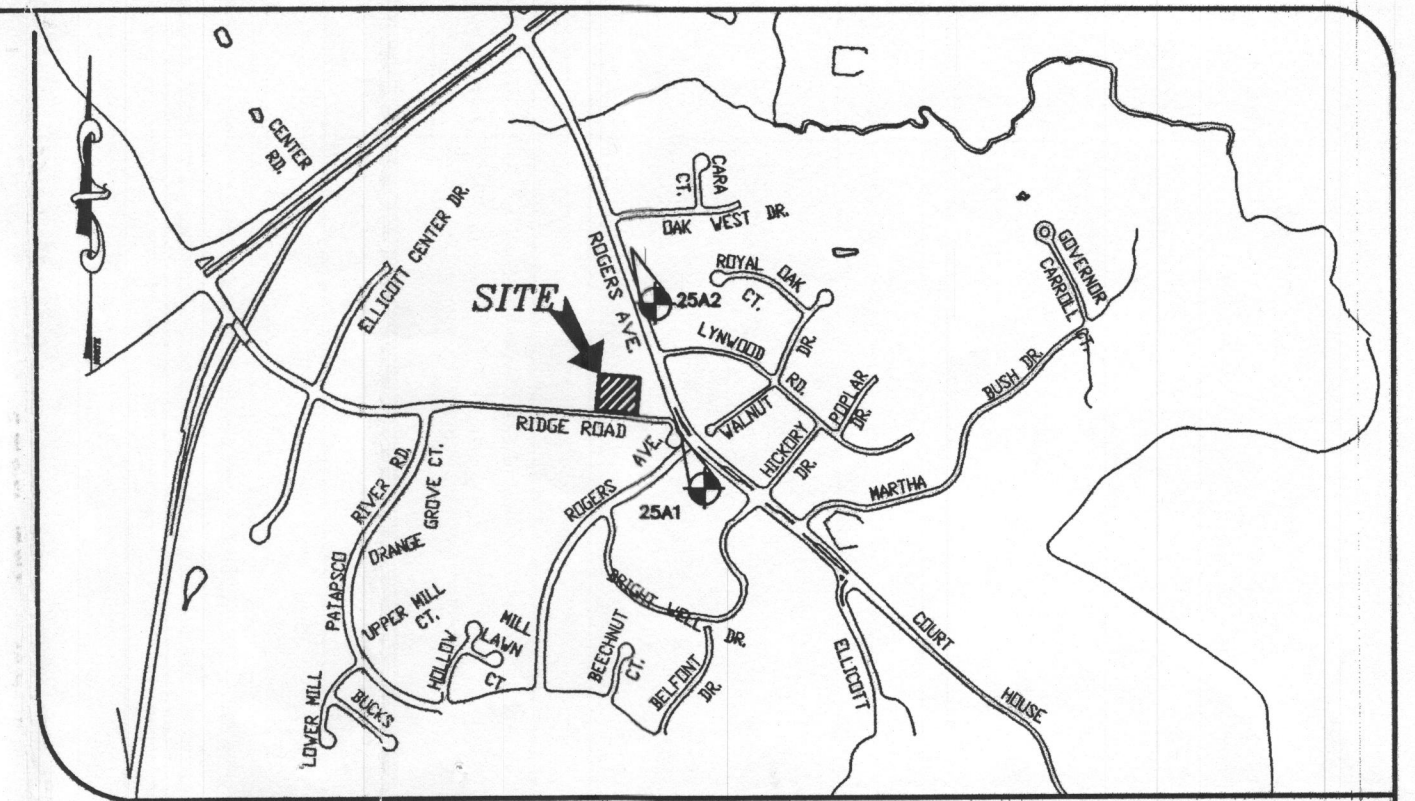 CENTER
RD.
ELLICOTT CENTER DR.
CARA
CT.
OAK WEST DR.
ROGERS AVE.
25A2
ROYAL OAK
CT.
DR.
LYNWOOD
RD.
GOVERNOR
CARROLL CT.
SITE
WALNUT
POPLAR
DR.
HICKORY
DR.
BUSH DR.
MARTHA
RIDGE ROAD
ROGERS
AVE.
25A1
PATAPSCO
RIVER RD.
ORANGE GROVE CT.
UPPER MILL
CT.
HOLLOW
MILL
LAWN
CT
LOWER MILL
BUCKS
BRIGHT WELL
DR.
BEECHNUT
CT.
BELFONT
DR.
ELLICOTT
COURT
HOUSE